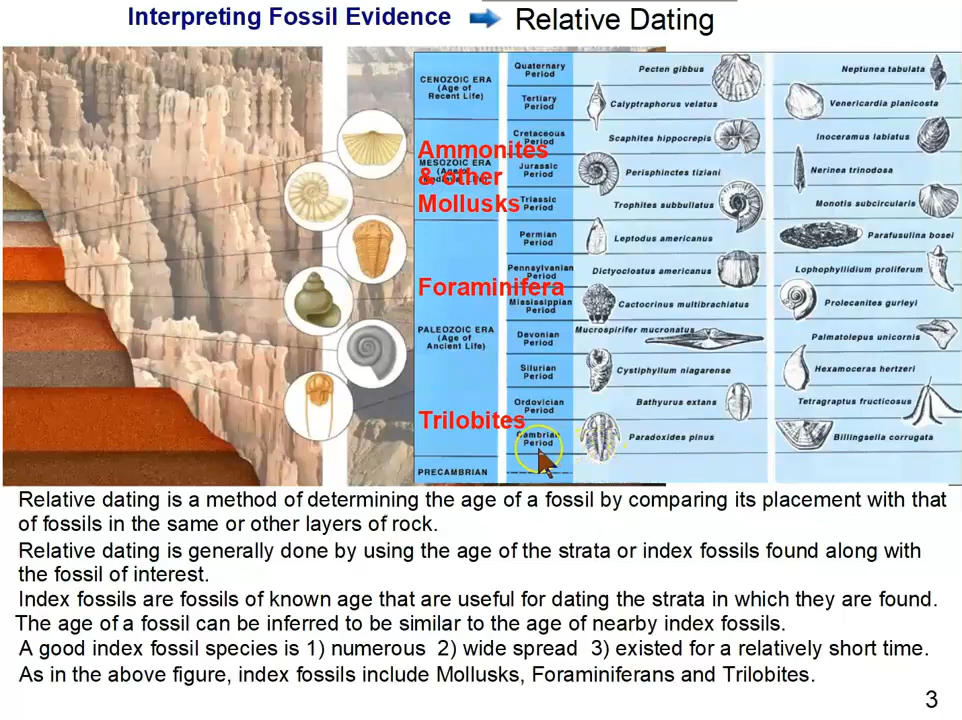 Interpreting Fossil Evidence
Relative Dating
CENOZOIC ERA
(Age of
Recent Life)
Quaternary
Period
Pecten gibbus
Neptunea tabulata
Tertiary
Period
Calyptraphorus velatus
Venericardia planicosta
Ammonites
& other
Mollusks
MESOZOIC ERA
Cretaceous
Period
Scaphites hippocrepis
Inoceramus labiatus
Jurassic
Period
Perisphinctes tiziani
Nerinea trinodosa
Triassic
Period
Trophites subbullatus
Monotis subcircularis
Foraminifera
Permian
Period
Leptodus americanus
Parafusulina bosei
Pennsylvanian
Period
Dictyoclostus americanus
Lophophyllidium proliferum
Mississippian
Period
Cactocrinus multibrachiatus
Prolecanites gurleyi
PALEOZOIC ERA
(Age of
Ancient Life)
Devonian
Period
Mucrospirifer mucronatus
Palmatolepus unicornis
Silurian
Period
Cystiphyllum niagarense
Hexamoceras hertzeri
Trilobites
Ordovician
Period
Bathyurus extans
Tetragraptus fructicosus
Cambrian
Period
Paradoxides pinus
Billingsella corrugata
PRECAMBRIAN
Relative dating is a method of determining the age of a fossil by comparing its placement with that
of fossils in the same or other layers of rock.
Relative dating is generally done by using the age of the strata or index fossils found along with
the fossil of interest.
Index fossils are fossils of known age that are useful for dating the strata in which they are found.
The age of a fossil can be inferred to be similar to the age of nearby index fossils.
A good index fossil species is 1) numerous 2) wide spread 3) existed for a relatively short time.
As in the above figure, index fossils include Mollusks, Foraminiferans and Trilobites.
3